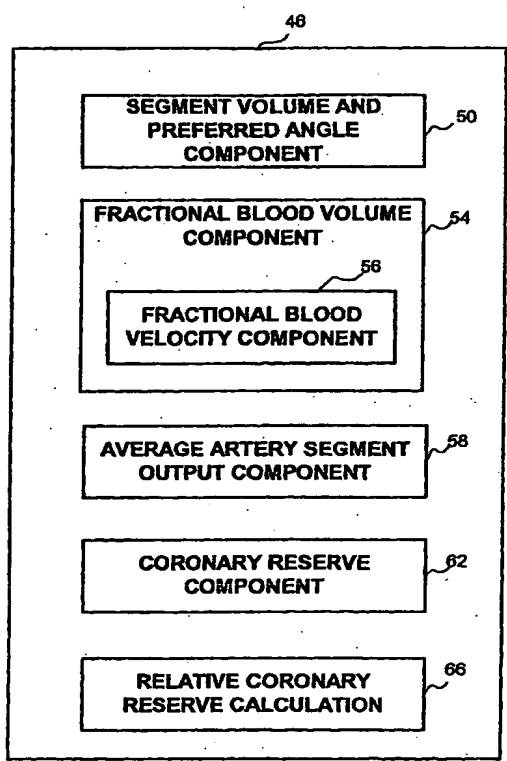 46
SEGMENT VOLUME AND
PREFERRED ANGLE
COMPONENT
50
FRACTIONAL BLOOD VOLUME
COMPONENT
54
56
FRACTIONAL BLOOD
VELOCITY COMPONENT
AVERAGE ARTERY SEGMENT
OUTPUT COMPONENT
58
CORONARY RESERVE
COMPONENT
62
RELATIVE CORONARY
RESERVE CALCULATION
66